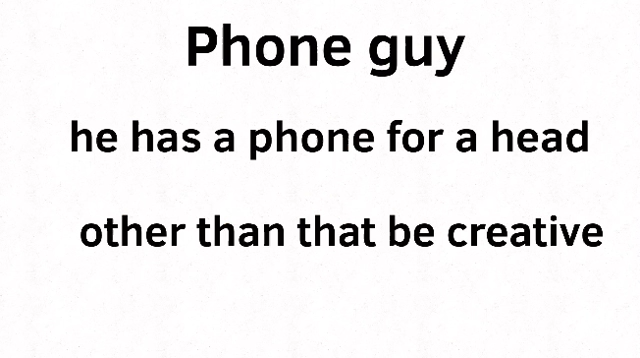 Phone guy
he has a phone for a head
other than that be creative